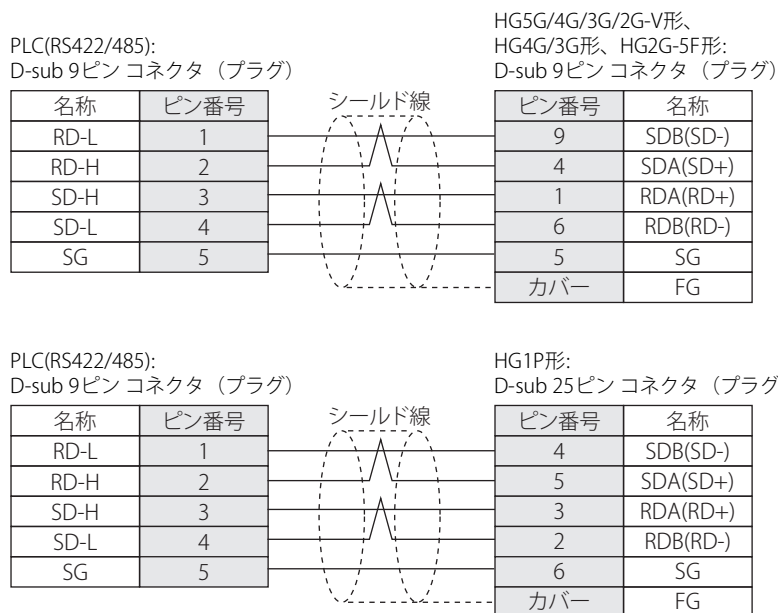 PLC(RS422/485):
D-sub 9ピン コネクタ（プラグ）
HG5G/4G/3G/2G-V形、
HG4G/3G形、HG2G-5F形:
D-sub 9ピン コネクタ（プラグ）
名称 ピン番号 シールド線 ピン番号 名称
RD-L 1 9 SDB(SD-)
RD-H 2 4 SDA(SD+)
SD-H 3 1 RDA(RD+)
SD-L 4 6 RDB(RD-)
SG 5 5 SG
カバー FG
PLC(RS422/485):
D-sub 9ピン コネクタ（プラグ）
HG1P形:
D-sub 25ピン コネクタ（プラグ
名称 ピン番号 シールド線 ピン番号 名称
RD-L 1 4 SDB(SD-)
RD-H 2 5 SDA(SD+)
SD-H 3 3 RDA(RD+)
SD-L 4 2 RDB(RD-)
SG 5 6 SG
カバー FG